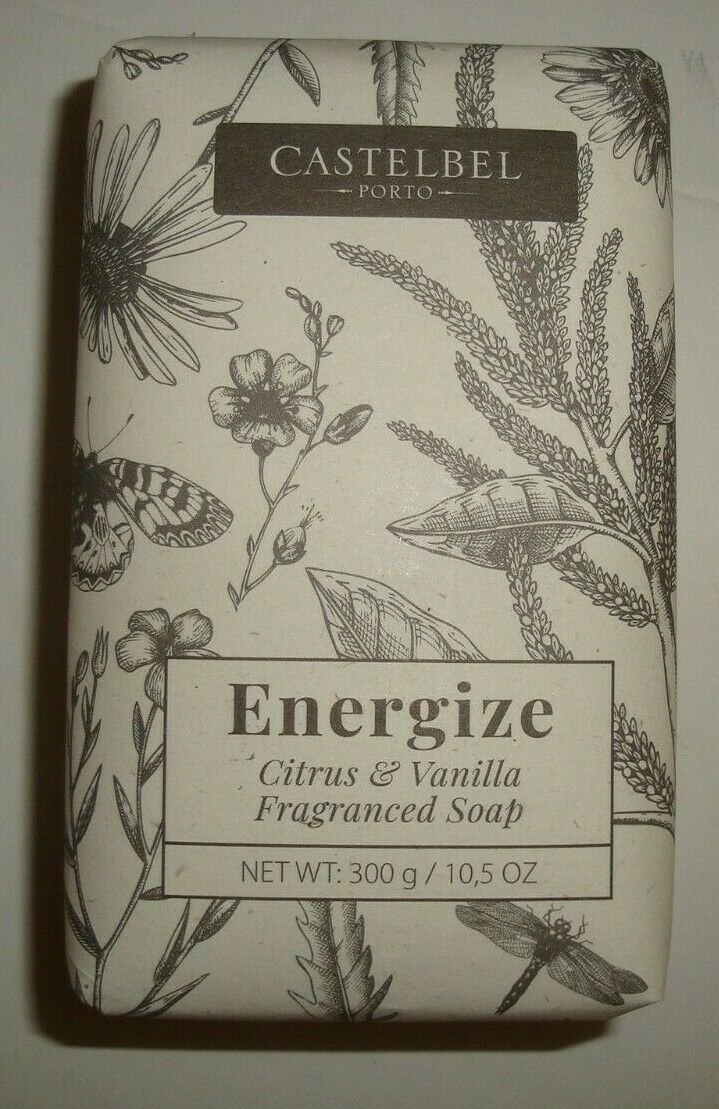 CASTELBEL
PORTO
Energize
Citrus & Vanilla
Fragranced Soap
NET WT: 300 g / 10,5 OZ